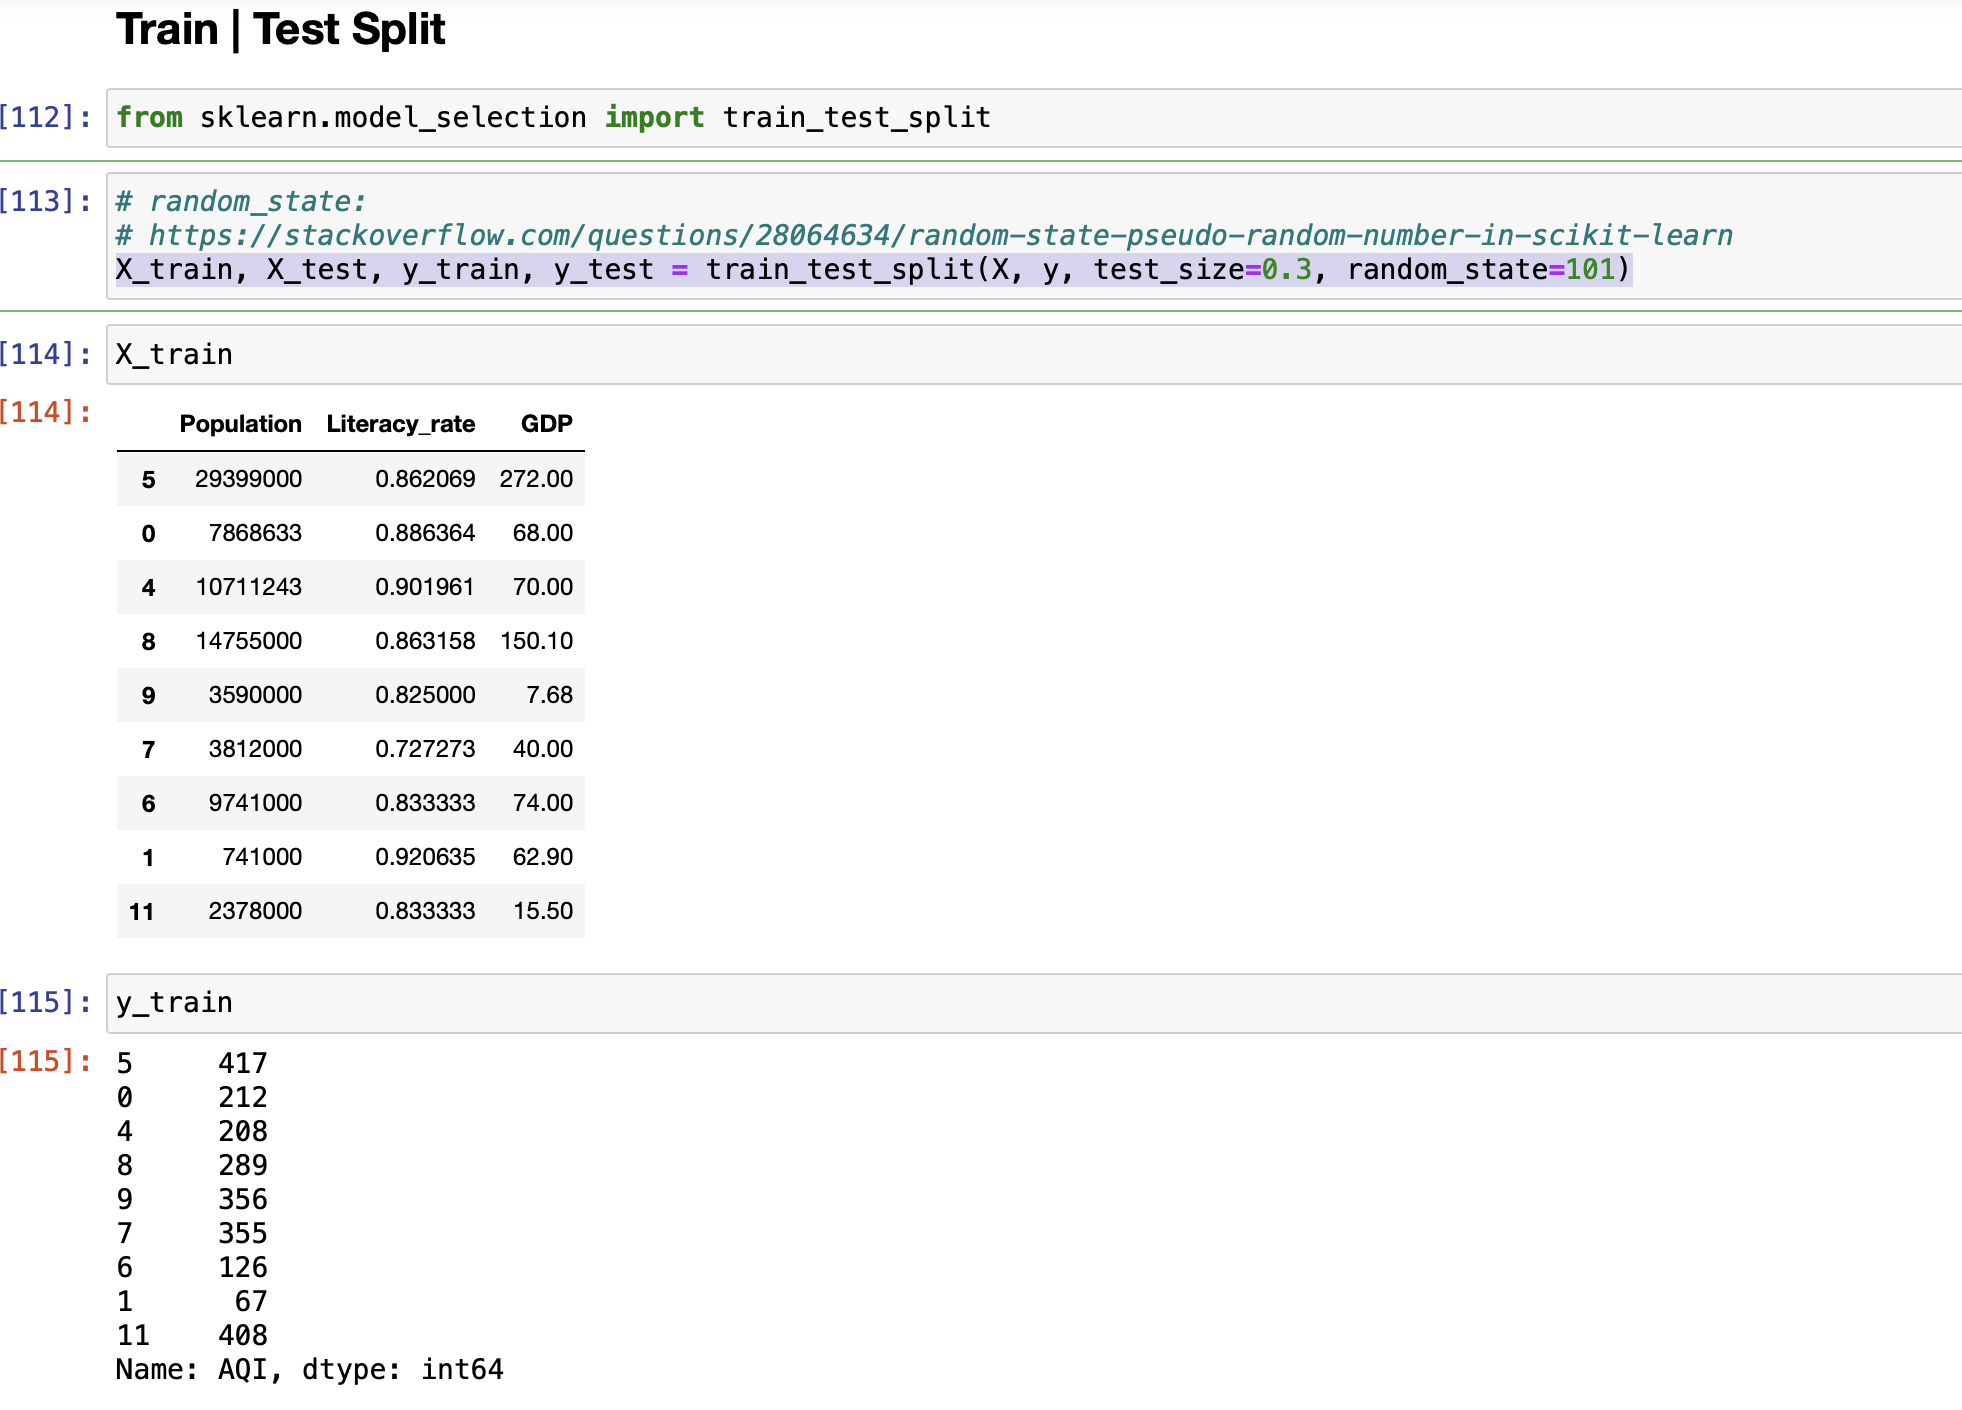 Train | Test Split
[112]: from sklearn.model_selection import train_test_split
[113]: # random_state:
# https://stackoverflow.com/questions/28064634/random-state-pseudo-random-number-in-scikit-learn
X_train, X_test, y_train, y_test = train_test_split(X, y, test_size=0.3, random_state=101)
[114]: X_train
[114]:
Population Literacy_rate GDP
5 29399000 0.862069 272.00
0 7868633 0.886364 68.00
4 10711243 0.901961 70.00
8 14755000 0.863158 150.10
9 3590000 0.825000 7.68
7 3812000 0.727273 40.00
6 9741000 0.833333 74.00
1 741000 0.920635 62.90
11 2378000 0.833333 15.50
[115]: y_train
[115]: 5 417
0 212
4 208
8 289
9 356
7 355
6 126
1 67
11 408
Name: AQI, dtype: int64